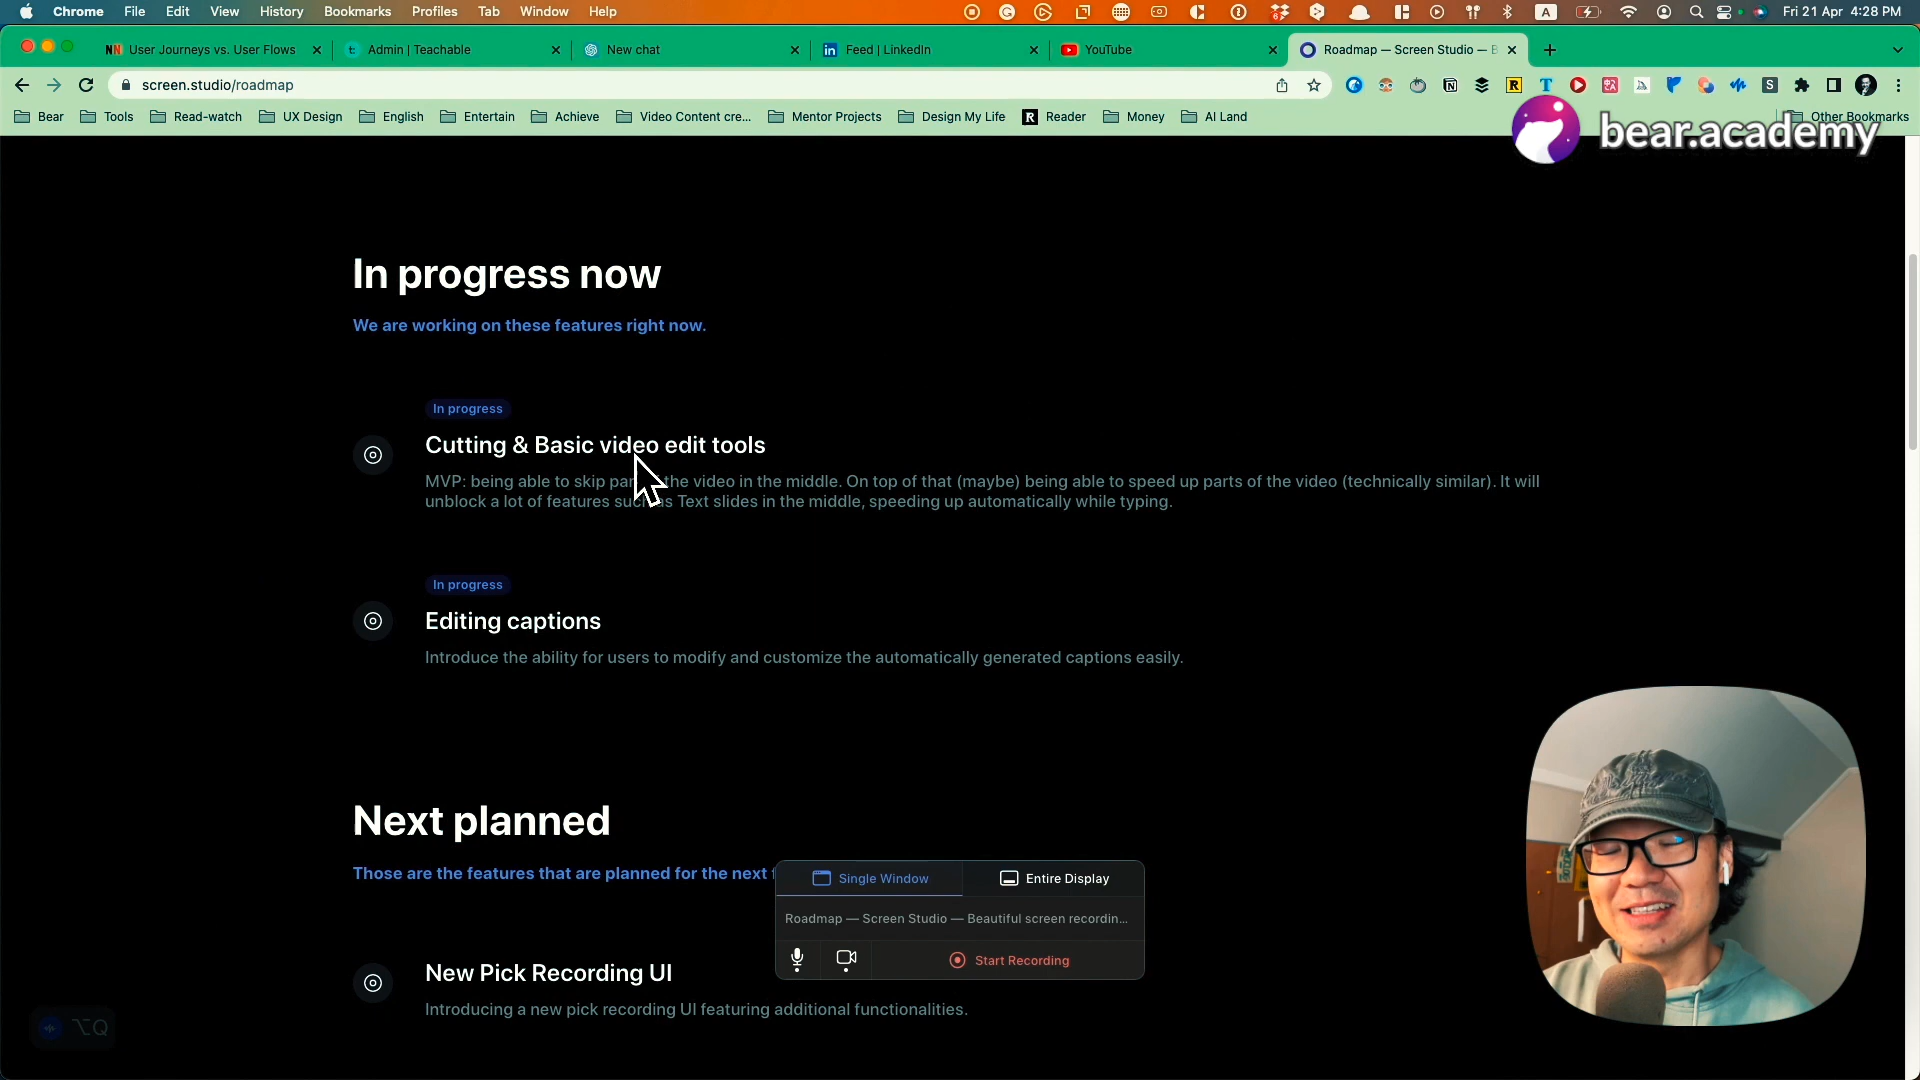 Chrome File Edit View History Bookmarks Profiles Tab Window Help
A
Fri 21 Apr 4:28 PM
User Journeys vs. User Flows
Admin | Teachable
New chat
Feed | LinkedIn
YouTube
Roadmap — Screen Studio — B
screen.studio/roadmap
Bear
Tools
Read-watch
UX Design
English
Entertain
Achieve
Video Content cre...
Mentor Projects
Design My Life
Reader
Money
AI Land
Other Bookmarks
bear.academy
In progress now
We are working on these features right now.
In progress
Cutting & Basic video edit tools
MVP: being able to skip par the video in the middle. On top of that (maybe) being able to speed up parts of the video (technically similar). It will
unblock a lot of features such as Text slides in the middle, speeding up automatically while typing.
In progress
Editing captions
Introduce the ability for users to modify and customize the automatically generated captions easily.
Next planned
Those are the features that are planned for the next f
Single Window
Entire Display
Roadmap — Screen Studio — Beautiful screen recordin...
Start Recording
New Pick Recording UI
Introducing a new pick recording UI featuring additional functionalities.
⌥Q